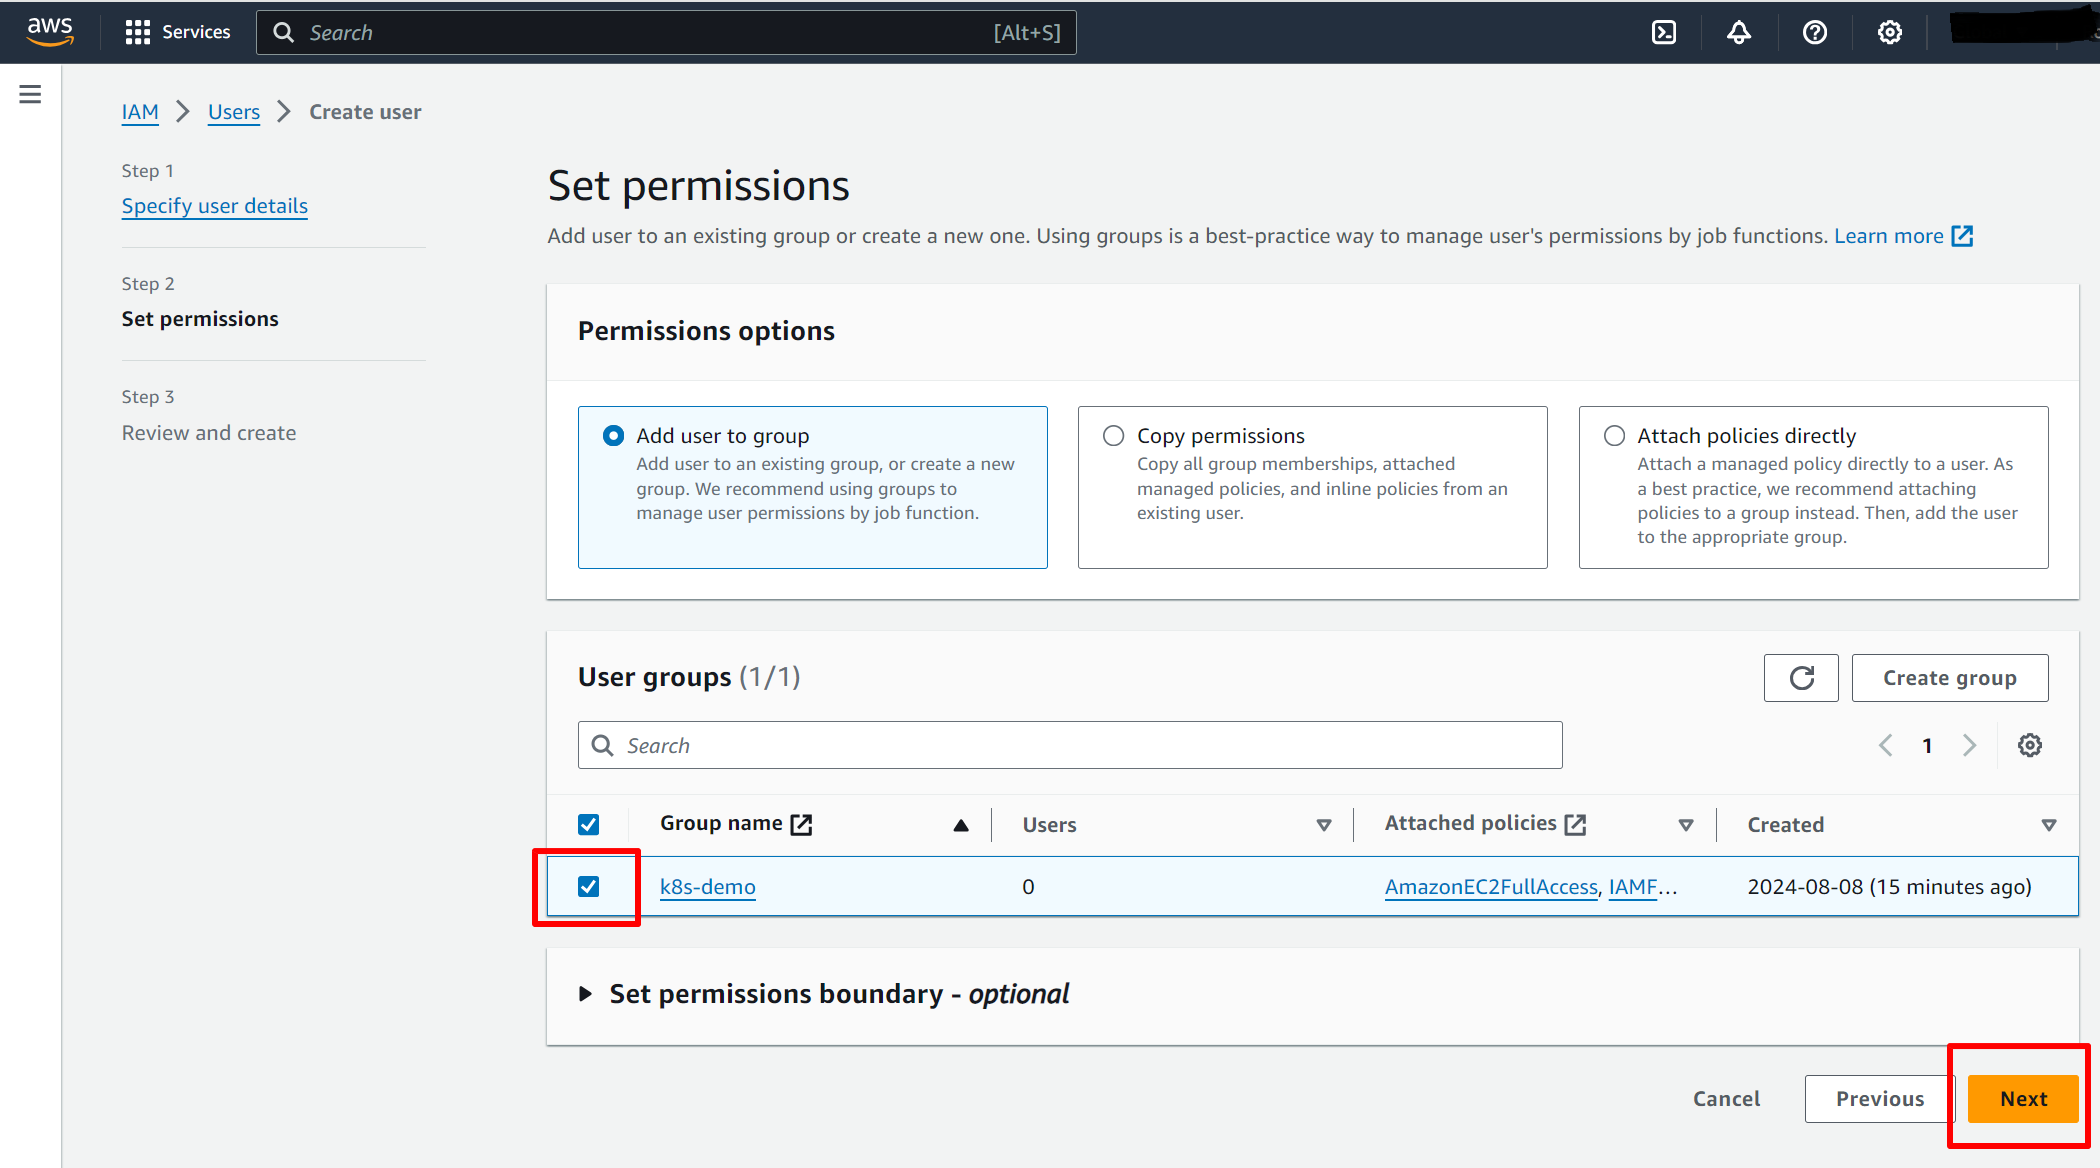 aws
Services
Search
[Alt+S]
IAM
Users
Create user
Step 1
Specify user details
Step 2
Set permissions
Step 3
Review and create
Set permissions
Add user to an existing group or create a new one. Using groups is a best-practice way to manage user's permissions by job functions. Learn more
Permissions options
Add user to group
Add user to an existing group, or create a new
group. We recommend using groups to
manage user permissions by job function.
Copy permissions
Copy all group memberships, attached
managed policies, and inline policies from an
existing user.
Attach policies directly
Attach a managed policy directly to a user. As
a best practice, we recommend attaching
policies to a group instead. Then, add the user
to the appropriate group.
User groups (1/1)
Create group
Search
1
Group name
Users
Attached policies
Created
k8s-demo
0
AmazonEC2FullAccess, IAMF...
2024-08-08 (15 minutes ago)
Set permissions boundary - optional
Cancel
Previous
Next